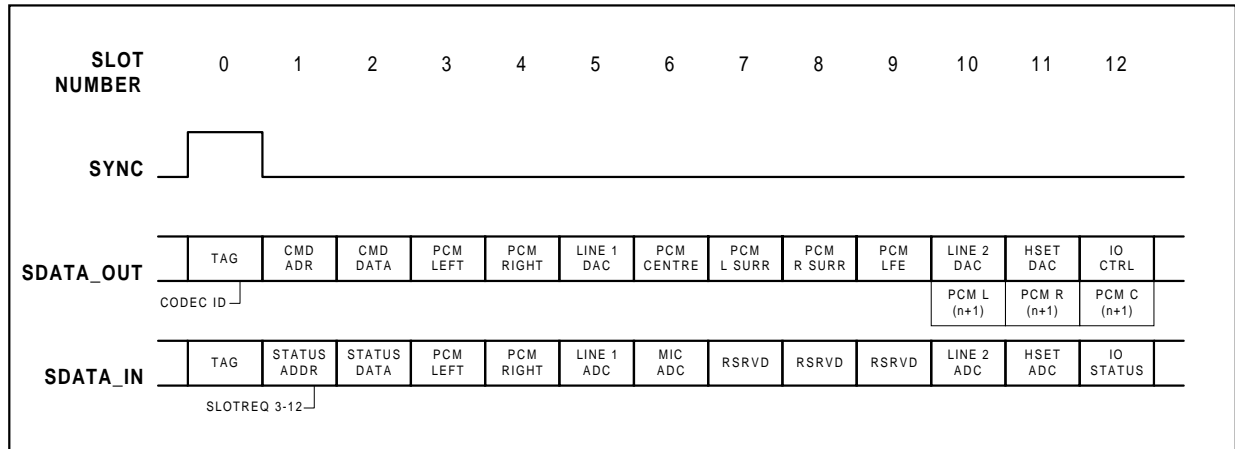 SLOT NUMBER 0 1 2 3 4 5 6 7 8 9 10 11 12
SYNC
SDATA_OUT TAG CMD ADR CMD DATA PCM LEFT PCM RIGHT LINE 1 DAC PCM CENTRE PCM L SURR PCM R SURR PCM LFE LINE 2 DAC HSET DAC IO CTRL
CODEC ID PCM L (n+1) PCM R (n+1) PCM C (n+1)
SDATA_IN TAG STATUS ADDR STATUS DATA PCM LEFT PCM RIGHT LINE 1 ADC MIC ADC RSRVD RSRVD RSRVD LINE 2 ADC HSET ADC IO STATUS
SLOTREQ 3-12